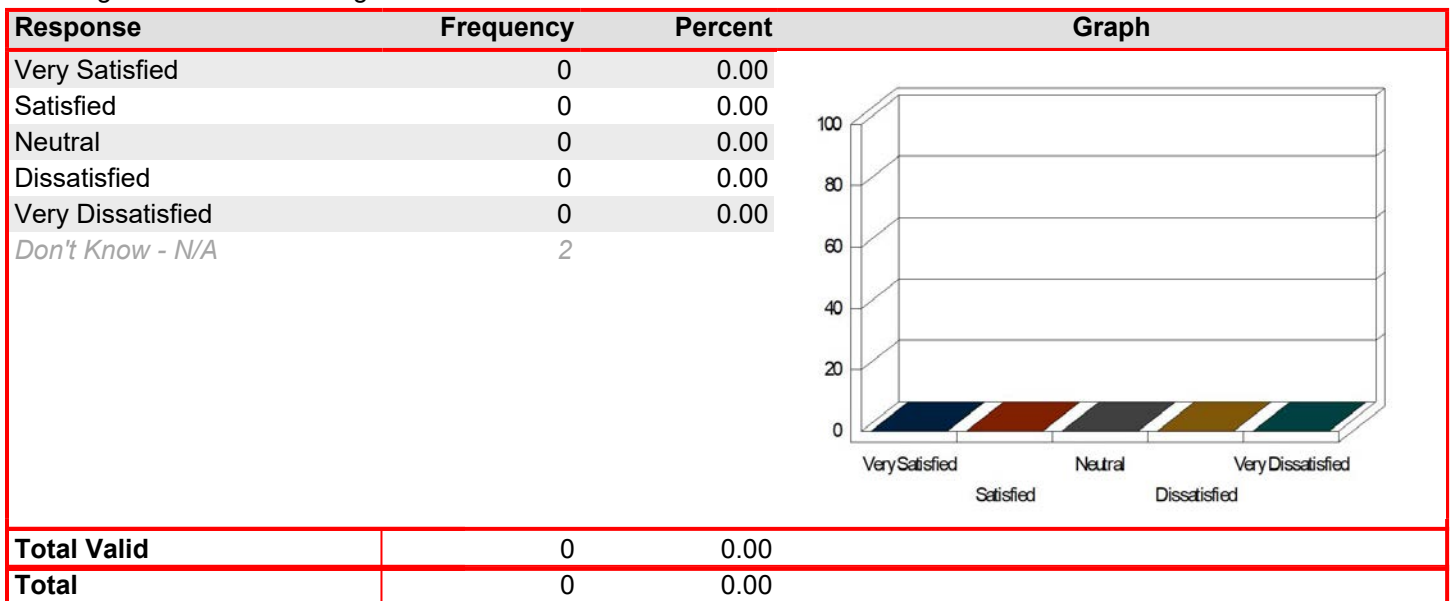 Response Frequency Percent Graph
Very Satisfied 0 0.00
Satisfied 0 0.00
Neutral 0 0.00
Dissatisfied 0 0.00
Very Dissatisfied 0 0.00
Don't Know - N/A 2
100
80
60
40
20
0
Very Satisfied Neutral Very Dissatisfied
Satisfied Dissatisfied
Total Valid 0 0.00
Total 0 0.00